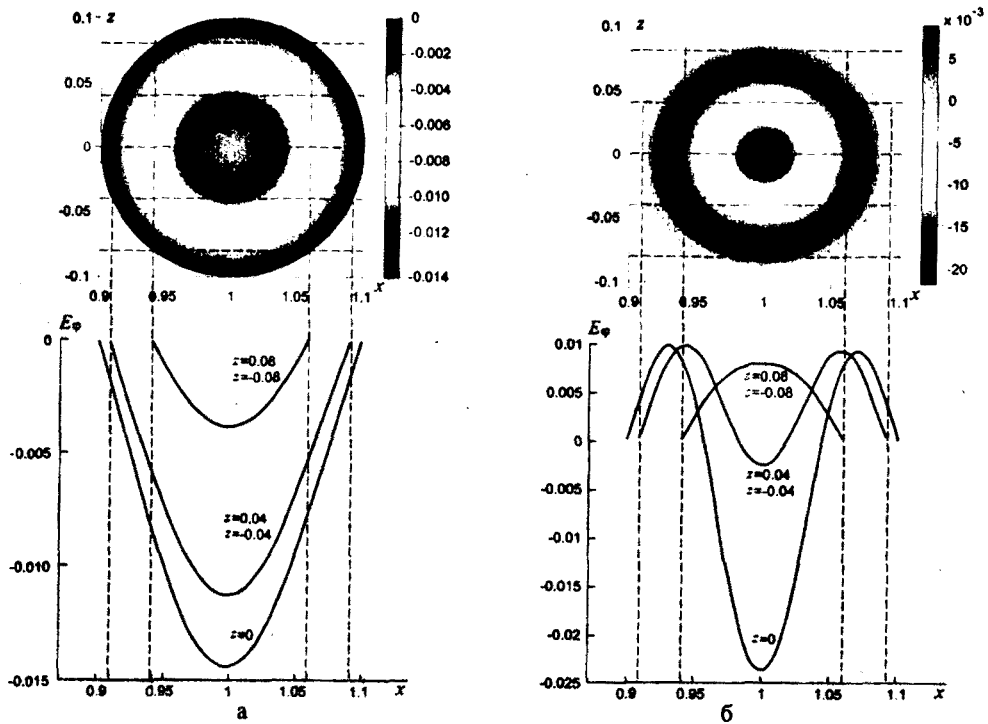 0.1 z
0.05
0
-0.05
-0.1
0.9 0.95 1 1.05 1.1 x
0
-0.002
-0.004
-0.006
-0.008
-0.010
-0.012
-0.014
Eφ
0
-0.005
-0.010
-0.015
z=0.08
z=-0.08
z=0.04
z=-0.04
z=0
0.9 0.95 1 1.05 1.1 x
а
0.1 z
0.05
0
-0.05
-0.1
0.9 0.95 1 1.05 1.1 x
x 10⁻³
5
0
-5
-10
-15
-20
Eφ
0.01
0.005
0
-0.005
-0.01
-0.015
-0.02
-0.025
z=0.08
z=-0.08
z=0.04
z=-0.04
z=0
0.9 0.95 1 1.05 1.1 x
б